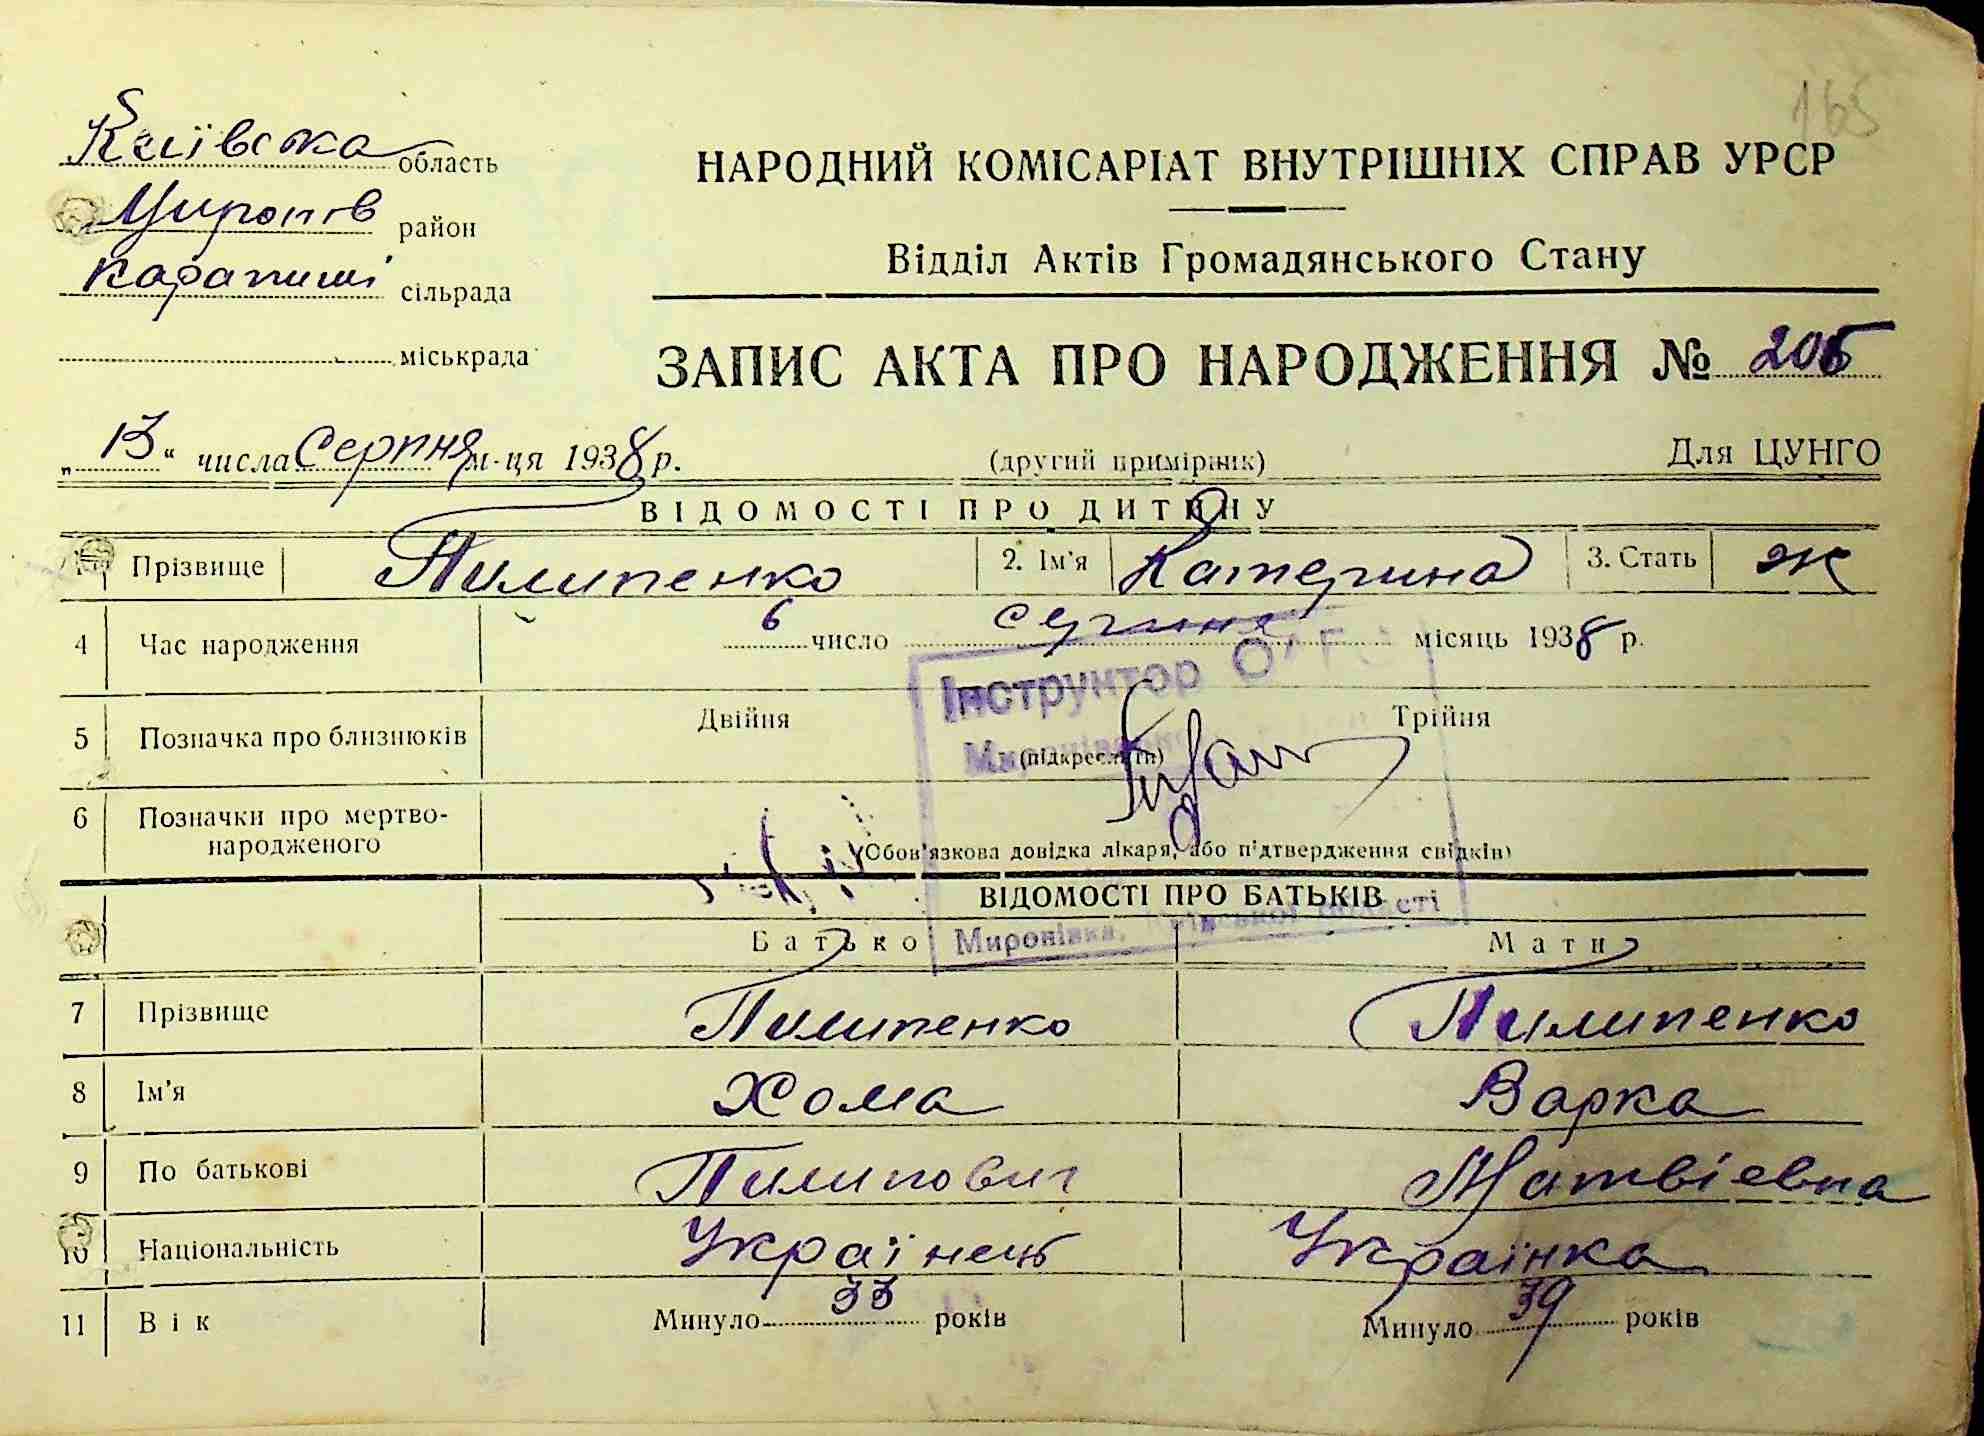 165
Київська область
Миронів район
Карапиші сільрада
міськрада
НАРОДНИЙ КОМІСАРІАТ ВНУТРІШНІХ СПРАВ УРСР
Відділ Актів Громадянського Стану
ЗАПИС АКТА ПРО НАРОДЖЕННЯ №
„13“ числа Серпня м-ця 1938 р.
(другий примірник)
Для ЦУНГО
ВІДОМОСТІ ПРО ДИТИНУ
1 Прізвище Пилипенко 2. Ім'я Катерина 3. Стать ж
4 Час народження 6 число серпня місяць 1938 р.
5 Позначка про близнюків Двійня Трійня
(підкреслити)
6 Позначки про мертвонародженого
(Обов'язкова довідка лікаря, або підтвердження свідків)
Інструктор
Миронівка, Київської області
ВІДОМОСТІ ПРО БАТЬКІВ
Батько Мати
7 Прізвище Пилипенко Пилипенко
8 Ім'я Хома Варка
9 По батькові Пилипович Матвіевна
10 Національність Українець Українка
11 Вік Минуло 33 років Минуло 39 років